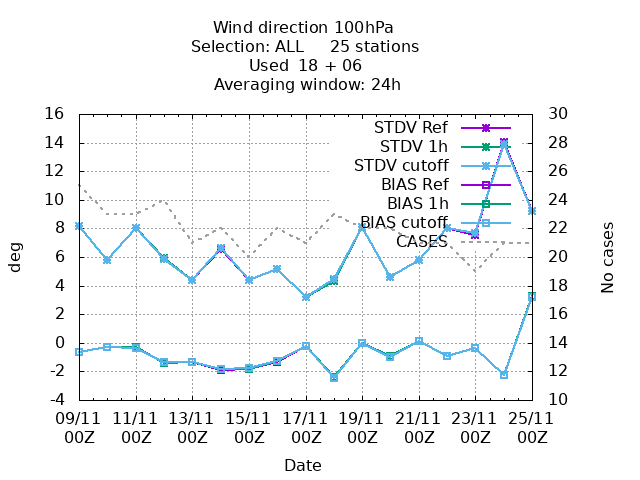 Wind direction 100hPa
Selection: ALL     25 stations
Used  18 + 06
Averaging window: 24h
STDV Ref
STDV 1h
STDV cutoff
BIAS Ref
BIAS 1h
BIAS cutoff
CASES
16
14
12
10
8
6
4
2
0
-2
-4
deg
30
28
26
24
22
20
18
16
14
12
10
No cases
09/11 11/11 13/11 15/11 17/11 19/11 21/11 23/11 25/11
00Z 00Z 00Z 00Z 00Z 00Z 00Z 00Z 00Z
Date